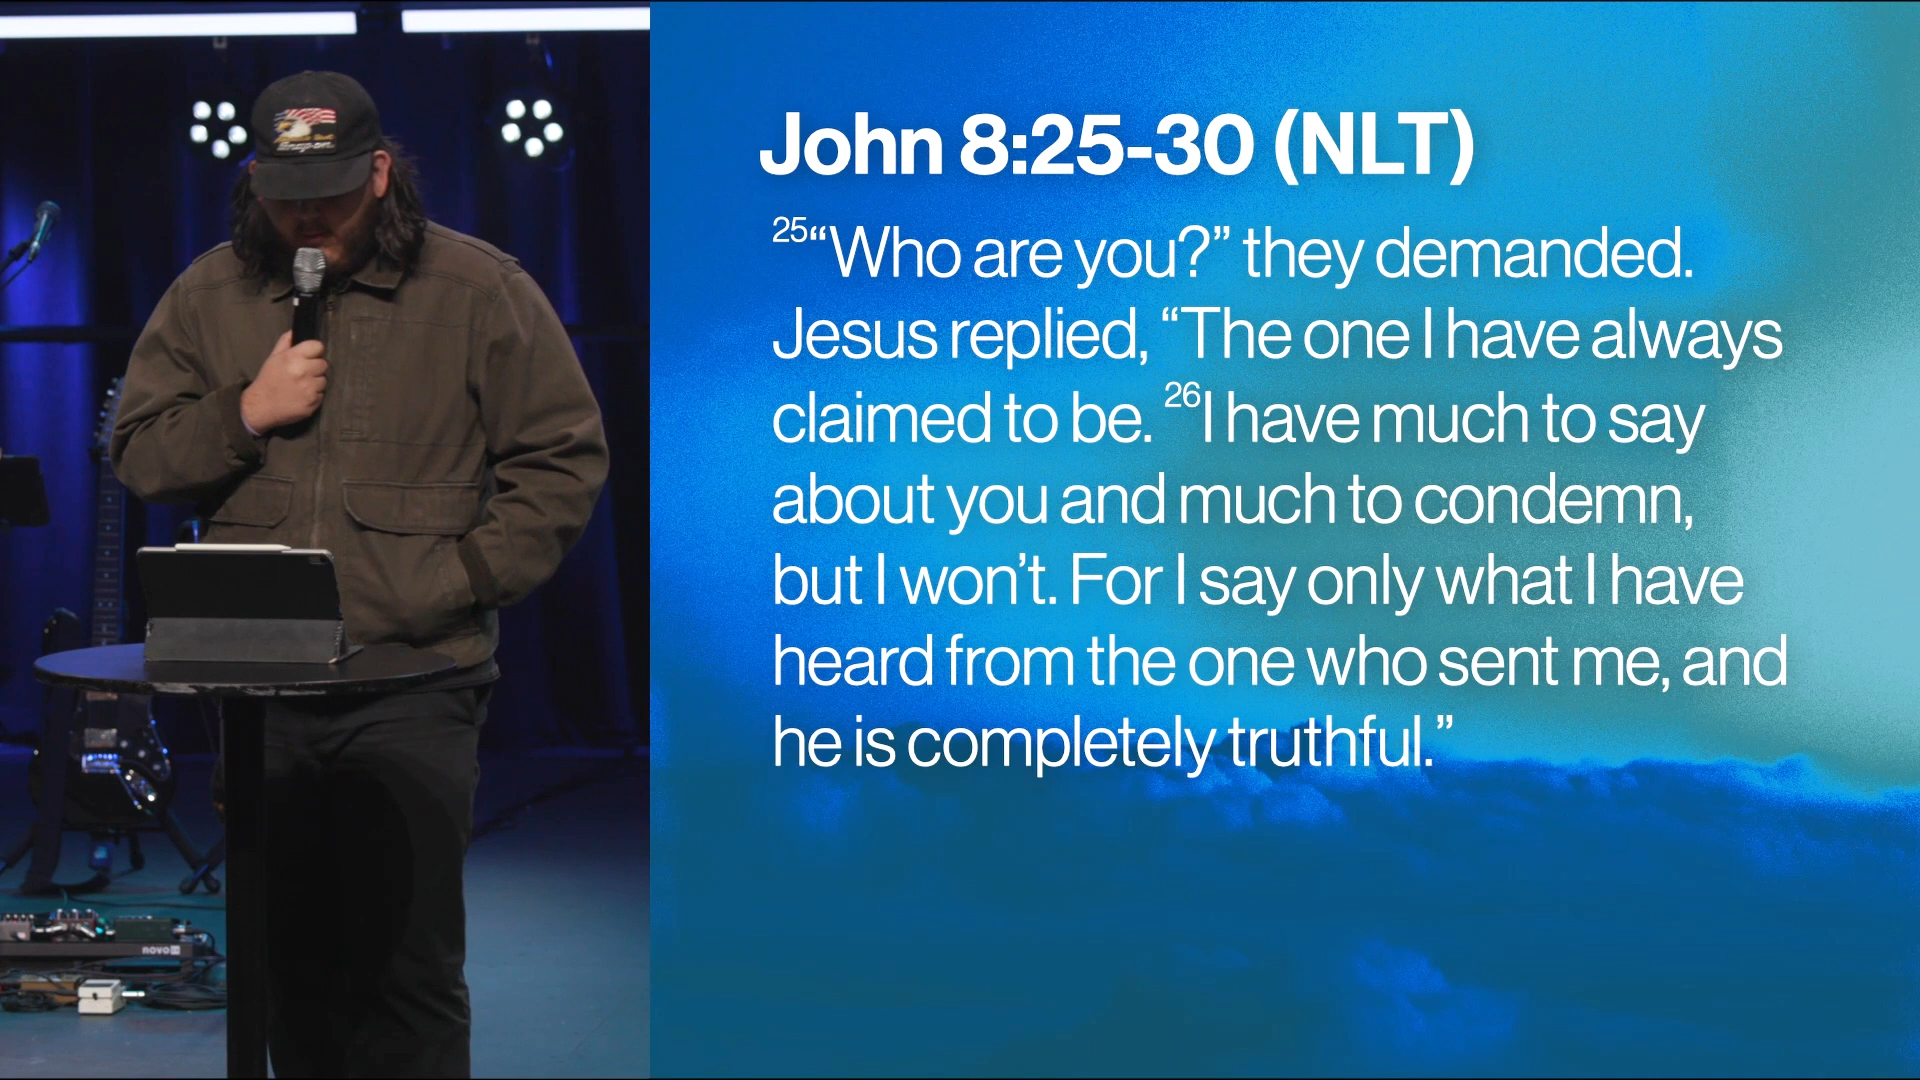 John 8:25-30 (NLT)
25“Who are you?” they demanded.
Jesus replied, “The one I have always
claimed to be. 26I have much to say
about you and much to condemn,
but I won’t. For I say only what I have
heard from the one who sent me, and
he is completely truthful.”
novo